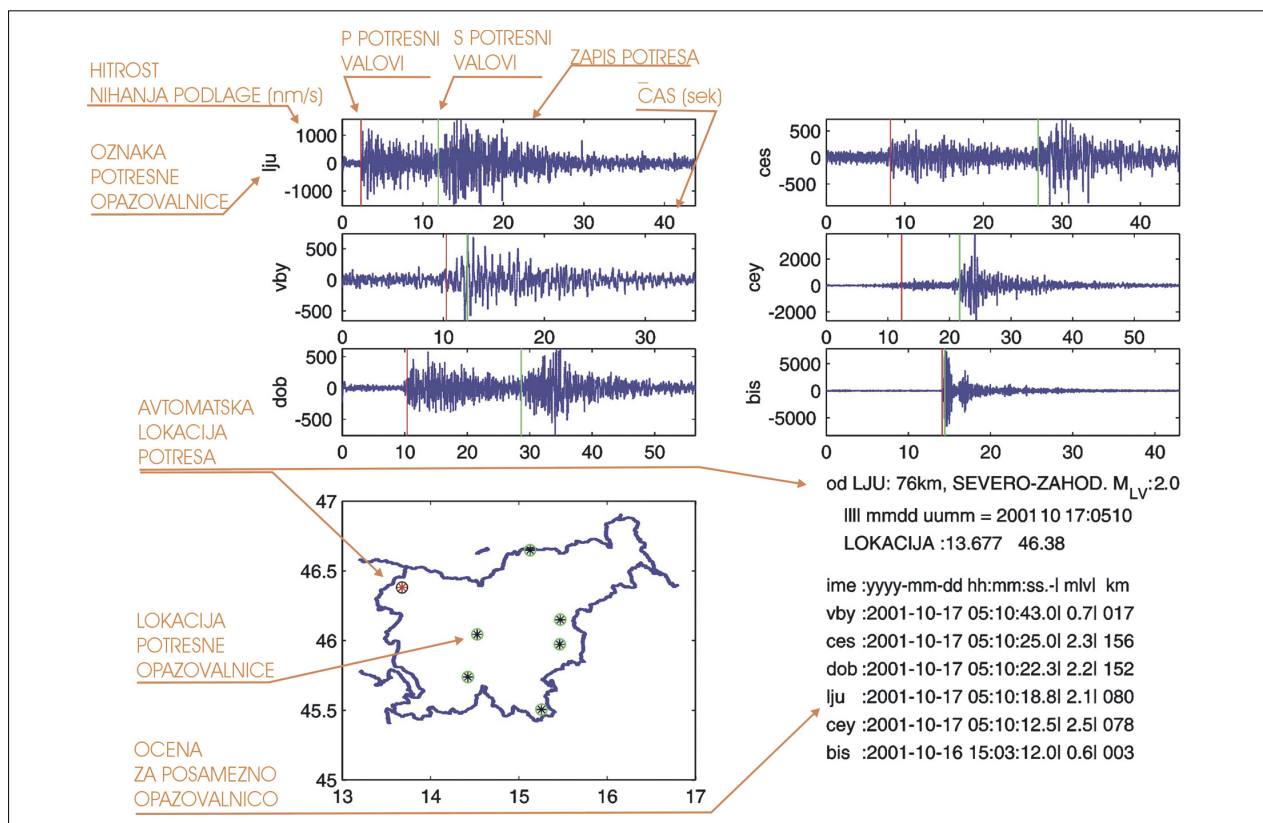 P POTRESNI
VALOVI
S POTRESNI
VALOVI
ZAPIS POTRESA
C̅AS (sek)
HITROST
NIHANJA PODLAGE (nm/s)
OZNAKA
POTRESNE
OPAZOVALNICE
lju
1000
0
-1000
0 10 20 30 40
ces
500
0
-500
0 10 20 30 40
vby
500
0
-500
0 10 20 30
cey
2000
0
-2000
0 10 20 30 40 50
dob
500
0
-500
0 10 20 30 40 50
bis
5000
0
-5000
0 10 20 30 40
AVTOMATSKA
LOKACIJA
POTRESA
od LJU: 76km, SEVERO-ZAHOD. MLV:2.0
llll mmdd uumm = 200110 17:0510
LOKACIJA :13.677 46.38
ime :yyyy-mm-dd hh:mm:ss.-l mlvl km
vby :2001-10-17 05:10:43.0l 0.7l 017
ces :2001-10-17 05:10:25.0l 2.3l 156
dob :2001-10-17 05:10:22.3l 2.2l 152
lju :2001-10-17 05:10:18.8l 2.1l 080
cey :2001-10-17 05:10:12.5l 2.5l 078
bis :2001-10-16 15:03:12.0l 0.6l 003
47
46.5
46
45.5
45
13 14 15 16 17
LOKACIJA
POTRESNE
OPAZOVALNICE
OCENA
ZA POSAMEZNO
OPAZOVALNICO